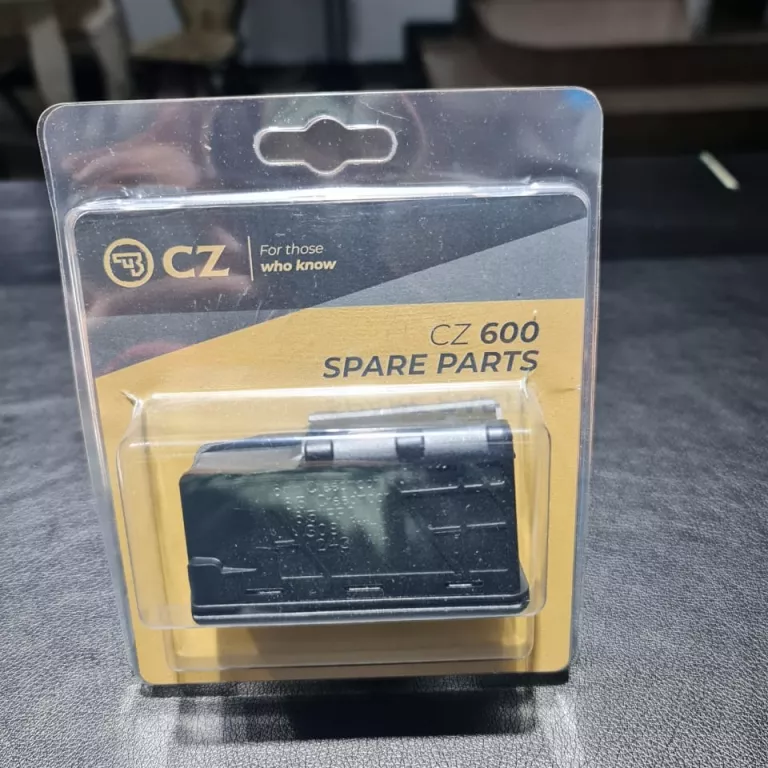 CZ
For those
who know
CZ 600
SPARE PARTS